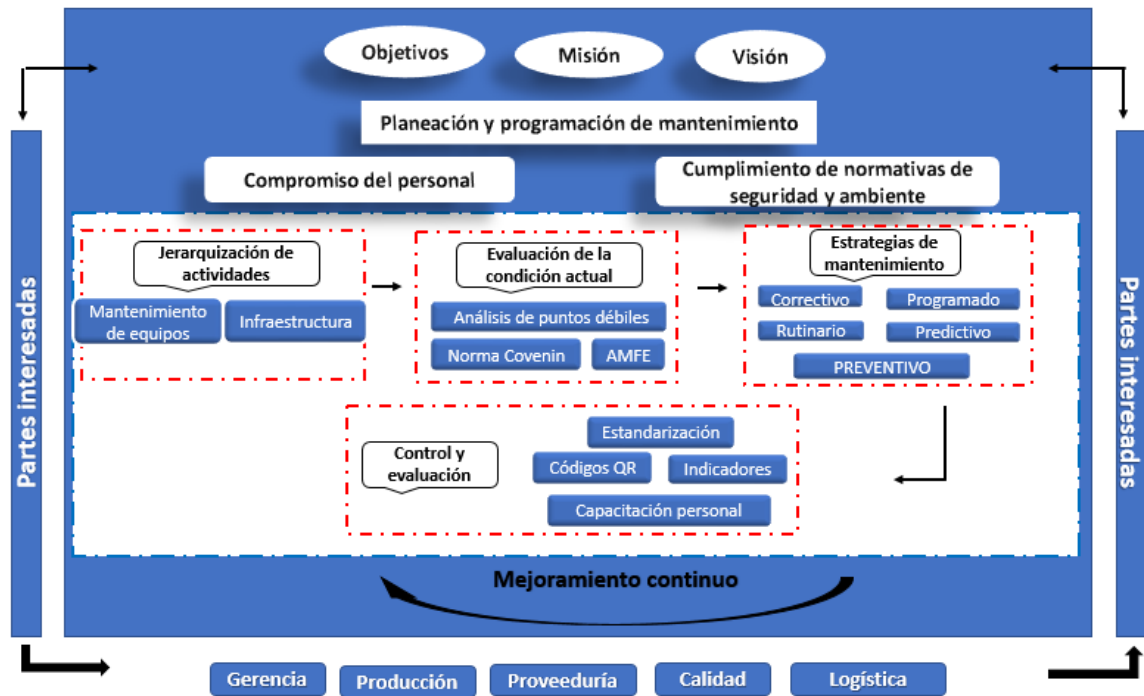 Objetivos
Misión
Visión
Planeación y programación de mantenimiento
Compromiso del personal
Cumplimiento de normativas de
seguridad y ambiente
Partes interesadas
Jerarquización de
actividades
Mantenimiento
de equipos
Infraestructura
Evaluación de la
condición actual
Análisis de puntos débiles
Norma Covenin
AMFE
Estrategias de
mantenimiento
Correctivo
Programado
Rutinario
Predictivo
PREVENTIVO
Control y
evaluación
Estandarización
Códigos QR
Indicadores
Capacitación personal
Partes interesadas
Mejoramiento continuo
Gerencia
Producción
Proveeduría
Calidad
Logística